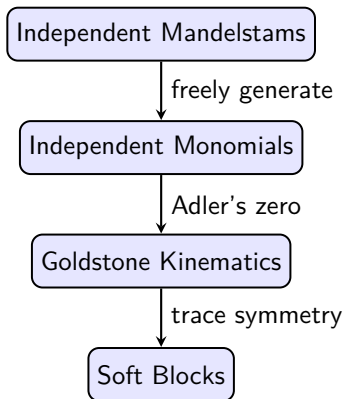 Independent Mandelstams
freely generate
Independent Monomials
Adler's zero
Goldstone Kinematics
trace symmetry
Soft Blocks